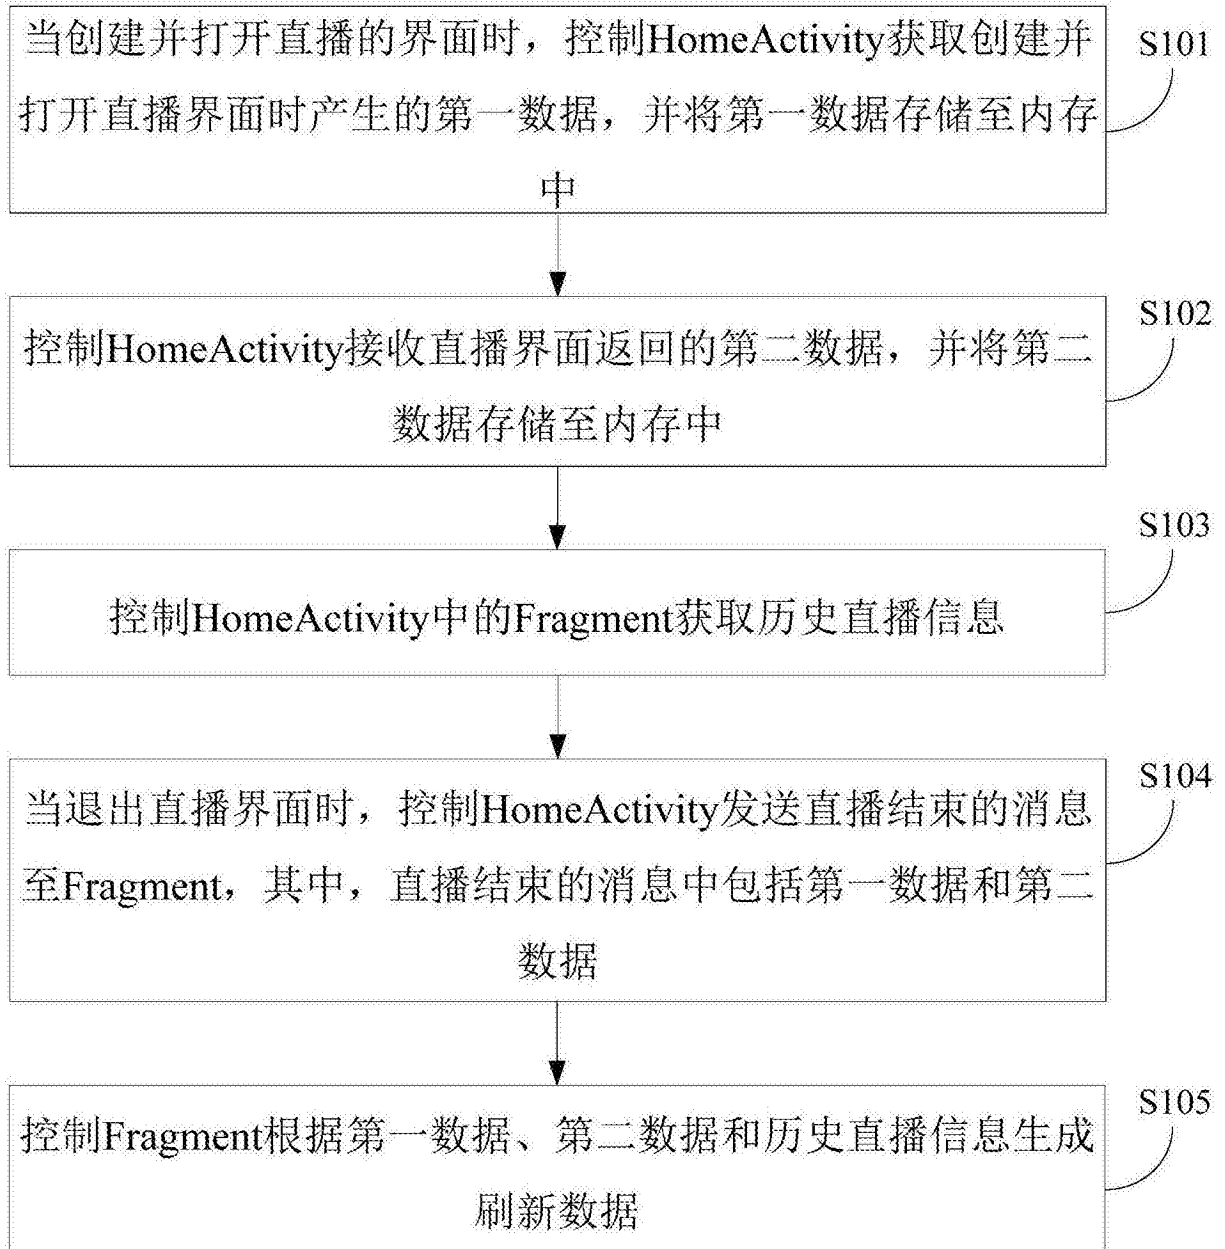 当创建并打开直播的界面时，控制HomeActivity获取创建并
打开直播界面时产生的第一数据，并将第一数据存储至内存
中
S101
控制HomeActivity接收直播界面返回的第二数据，并将第二
数据存储至内存中
S102
控制HomeActivity中的Fragment获取历史直播信息
S103
当退出直播界面时，控制HomeActivity发送直播结束的消息
至Fragment，其中，直播结束的消息中包括第一数据和第二
数据
S104
控制Fragment根据第一数据、第二数据和历史直播信息生成
刷新数据
S105